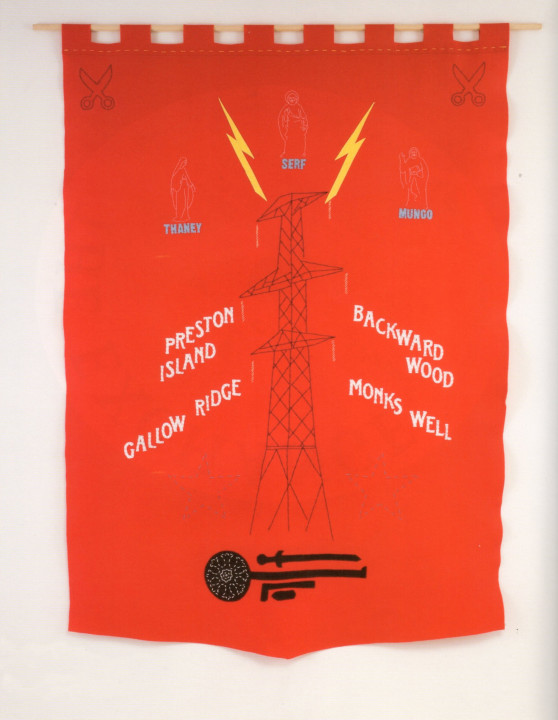 SERF
THANEY
MUNGO
PRESTON
ISLAND
GALLOW RIDGE
BACKWARD
WOOD
MONKS WELL